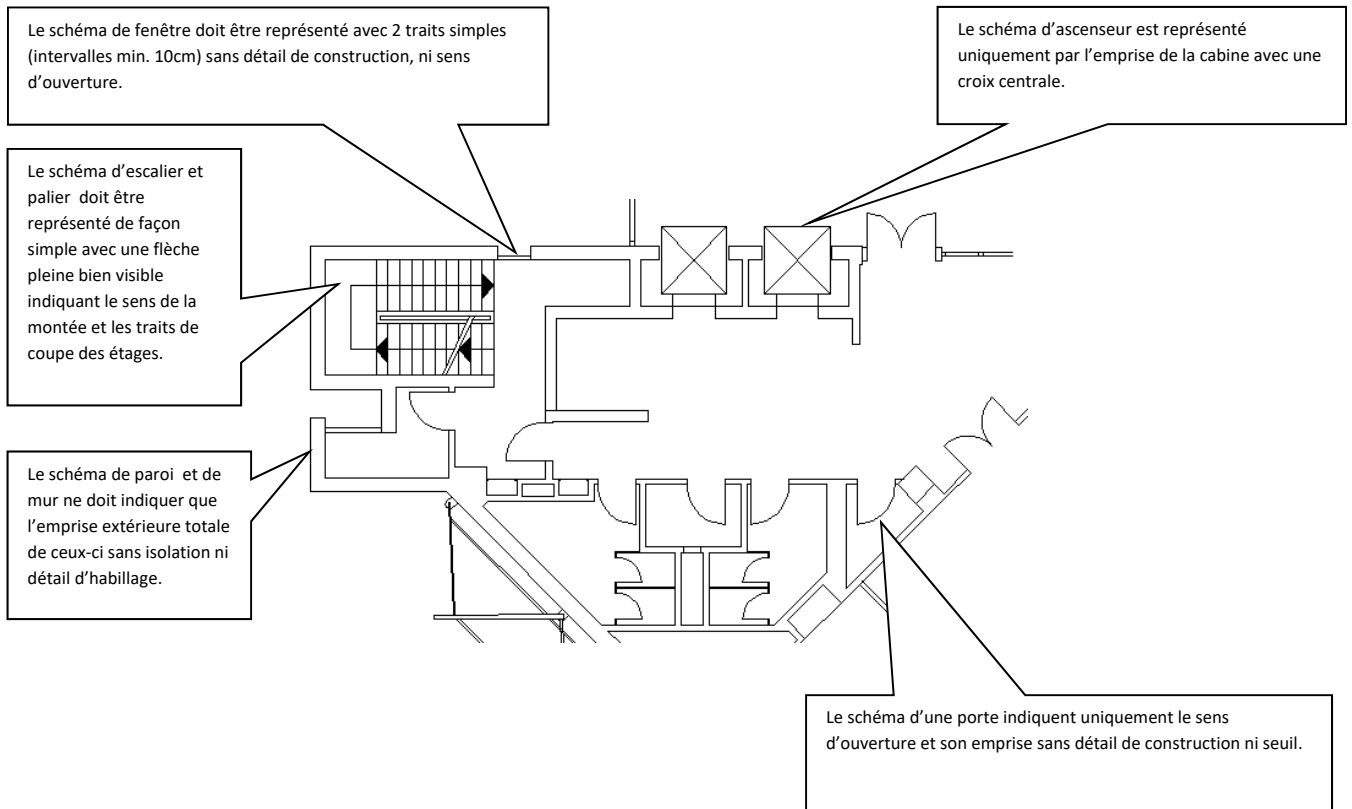 Le schéma de fenêtre doit être représenté avec 2 traits simples
(intervalles min. 10cm) sans détail de construction, ni sens
d’ouverture.
Le schéma d’ascenseur est représenté
uniquement par l’emprise de la cabine avec une
croix centrale.
Le schéma d’escalier et
palier doit être
représenté de façon
simple avec une flèche
pleine bien visible
indiquant le sens de la
montée et les traits de
coupe des étages.
Le schéma de paroi et de
mur ne doit indiquer que
l’emprise extérieure totale
de ceux-ci sans isolation ni
détail d’habillage.
Le schéma d’une porte indiquent uniquement le sens
d’ouverture et son emprise sans détail de construction ni seuil.